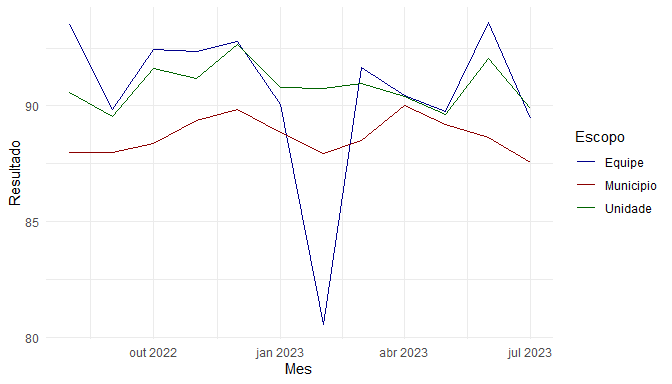 90
85
80
Resultado
out 2022
jan 2023
abr 2023
jul 2023
Mes
Escopo
Equipe
Municipio
Unidade